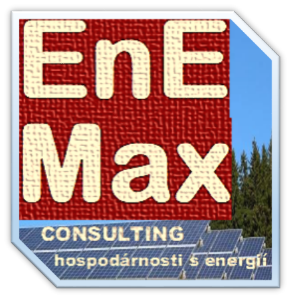 EnE
Max
CONSULTING
hospodárnosti s energií